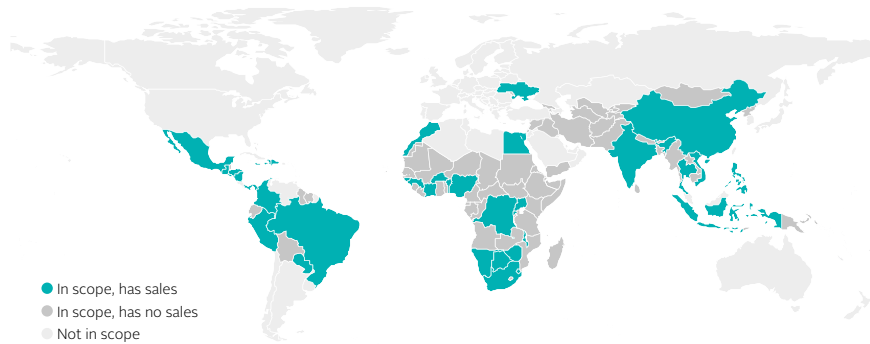 In scope, has sales
In scope, has no sales
Not in scope